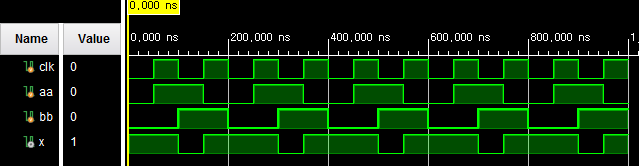 0,000 ns
Name Value
0,000 ns 200,000 ns 400,000 ns 600,000 ns 800,000 ns 1,
clk 0
aa 0
bb 0
x 1